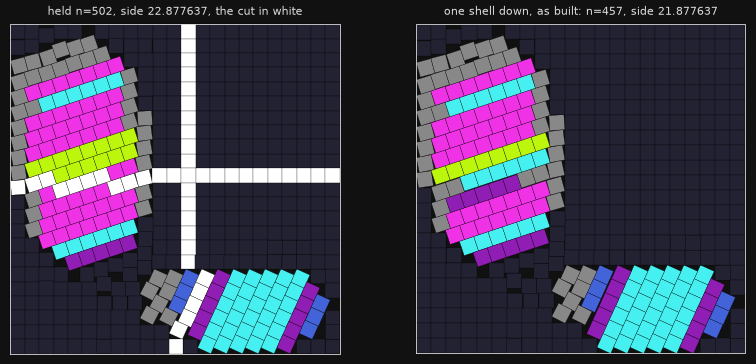 held n=502, side 22.877637, the cut in white
one shell down, as built: n=457, side 21.877637